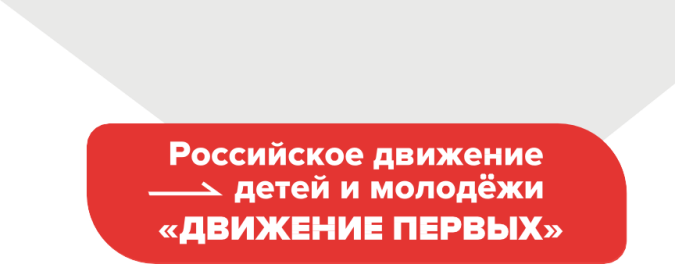 Российское движение
детей и молодёжи
«ДВИЖЕНИЕ ПЕРВЫХ»